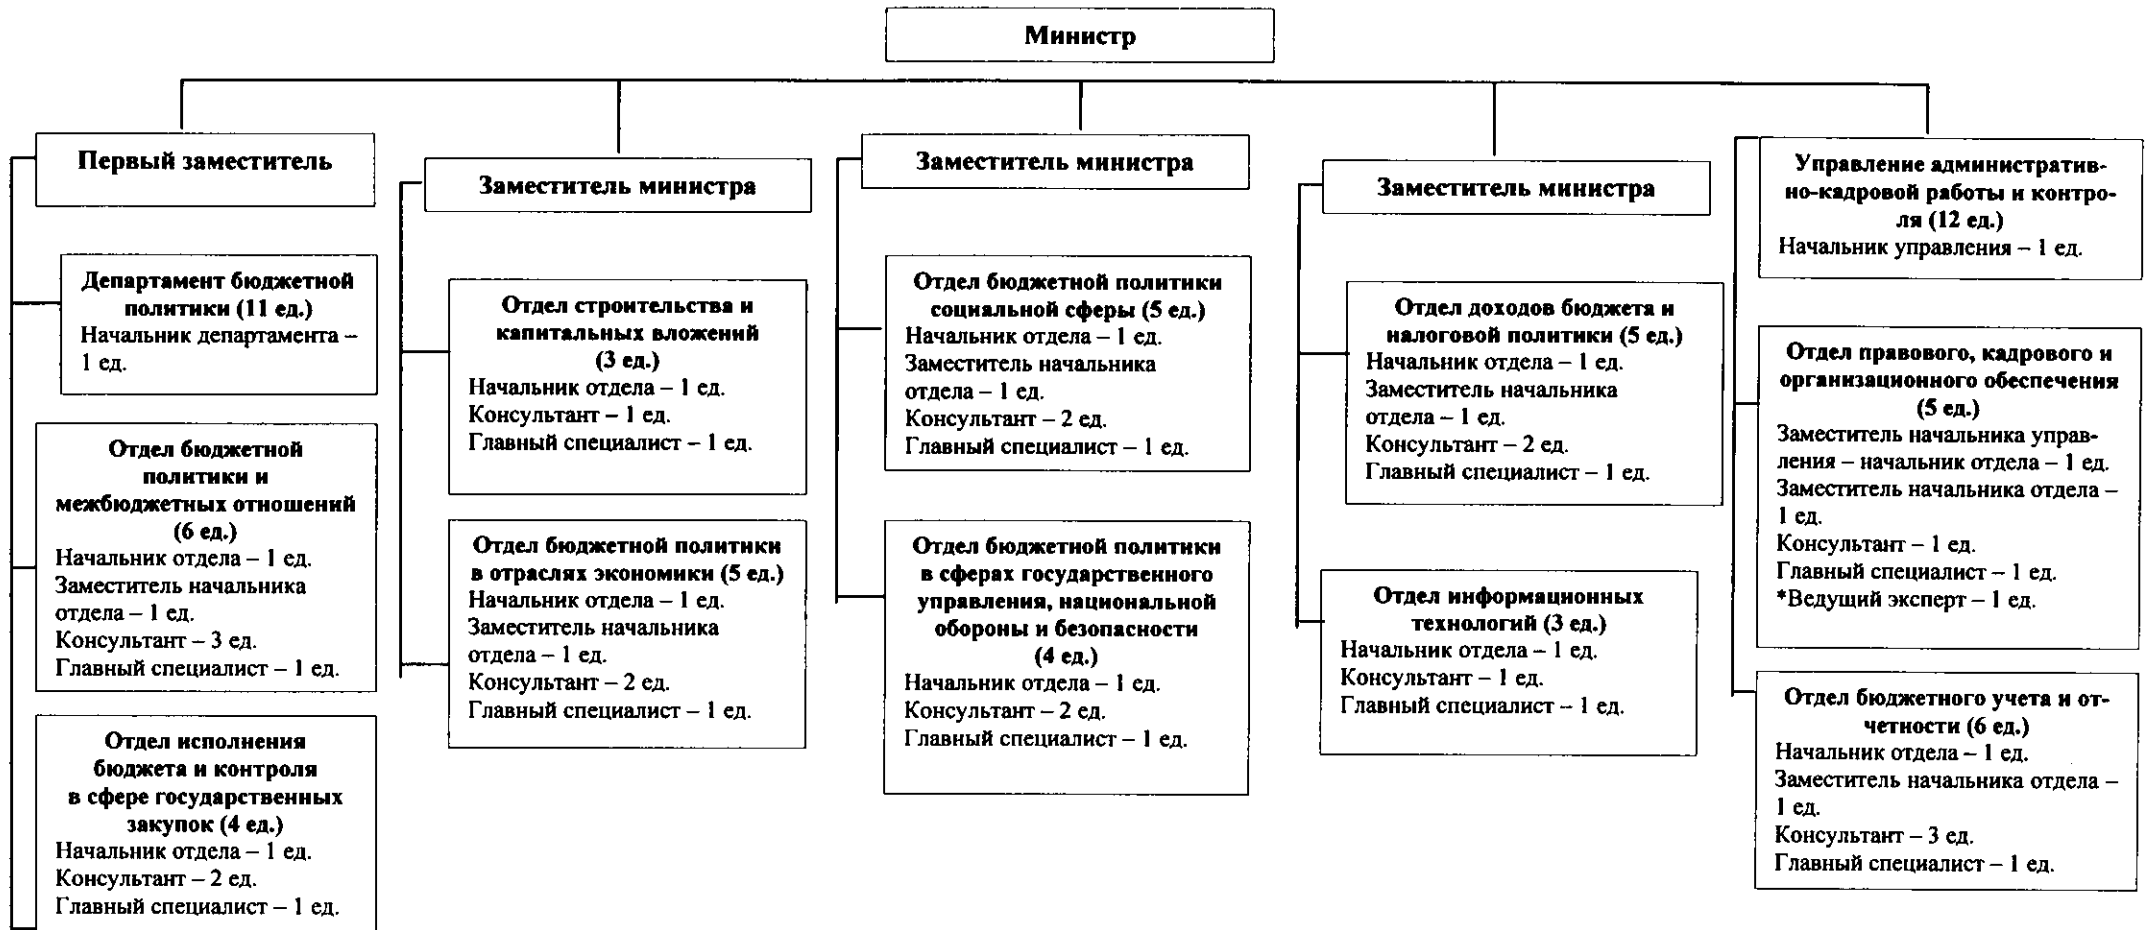 Министр
Первый заместитель
Департамент бюджетной
политики (11 ед.)
Начальник департамента –
1 ед.
Отдел бюджетной
политики и
межбюджетных отношений
(6 ед.)
Начальник отдела – 1 ед.
Заместитель начальника
отдела – 1 ед.
Консультант – 3 ед.
Главный специалист – 1 ед.
Отдел исполнения
бюджета и контроля
в сфере государственных
закупок (4 ед.)
Начальник отдела – 1 ед.
Консультант – 2 ед.
Главный специалист – 1 ед.
Заместитель министра
Отдел строительства и
капитальных вложений
(3 ед.)
Начальник отдела – 1 ед.
Консультант – 1 ед.
Главный специалист – 1 ед.
Отдел бюджетной политики
в отраслях экономики (5 ед.)
Начальник отдела – 1 ед.
Заместитель начальника
отдела – 1 ед.
Консультант – 2 ед.
Главный специалист – 1 ед.
Заместитель министра
Отдел бюджетной политики
социальной сферы (5 ед.)
Начальник отдела – 1 ед.
Заместитель начальника
отдела – 1 ед.
Консультант – 2 ед.
Главный специалист – 1 ед.
Отдел бюджетной политики
в сферах государственного
управления, национальной
обороны и безопасности
(4 ед.)
Начальник отдела – 1 ед.
Консультант – 2 ед.
Главный специалист – 1 ед.
Заместитель министра
Отдел доходов бюджета и
налоговой политики (5 ед.)
Начальник отдела – 1 ед.
Заместитель начальника
отдела – 1 ед.
Консультант – 2 ед.
Главный специалист – 1 ед.
Отдел информационных
технологий (3 ед.)
Начальник отдела – 1 ед.
Консультант – 1 ед.
Главный специалист – 1 ед.
Управление административ-
но-кадровой работы и контро-
ля (12 ед.)
Начальник управления – 1 ед.
Отдел правового, кадрового и
организационного обеспечения
(5 ед.)
Заместитель начальника управ-
ления – начальник отдела – 1 ед.
Заместитель начальника отдела –
1 ед.
Консультант – 1 ед.
Главный специалист – 1 ед.
*Ведущий эксперт – 1 ед.
Отдел бюджетного учета и от-
четности (6 ед.)
Начальник отдела – 1 ед.
Заместитель начальника отдела –
1 ед.
Консультант – 3 ед.
Главный специалист – 1 ед.